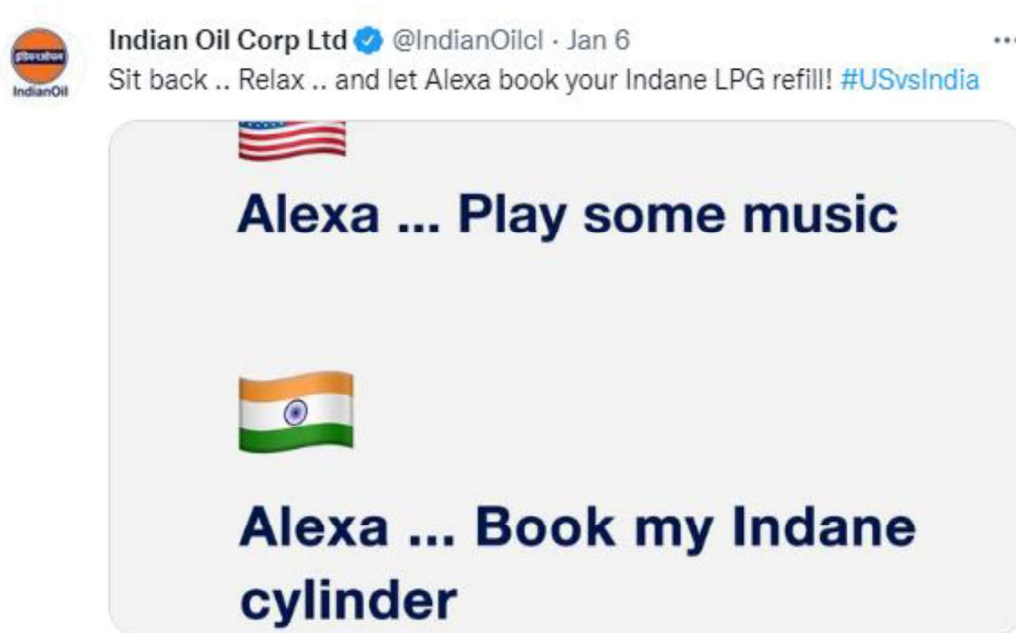 Indian Oil Corp Ltd @IndianOilcl · Jan 6
Sit back .. Relax .. and let Alexa book your Indane LPG refill! #USvsIndia
इंडियनऑयल
IndianOil
Alexa ... Play some music
Alexa ... Book my Indane
cylinder